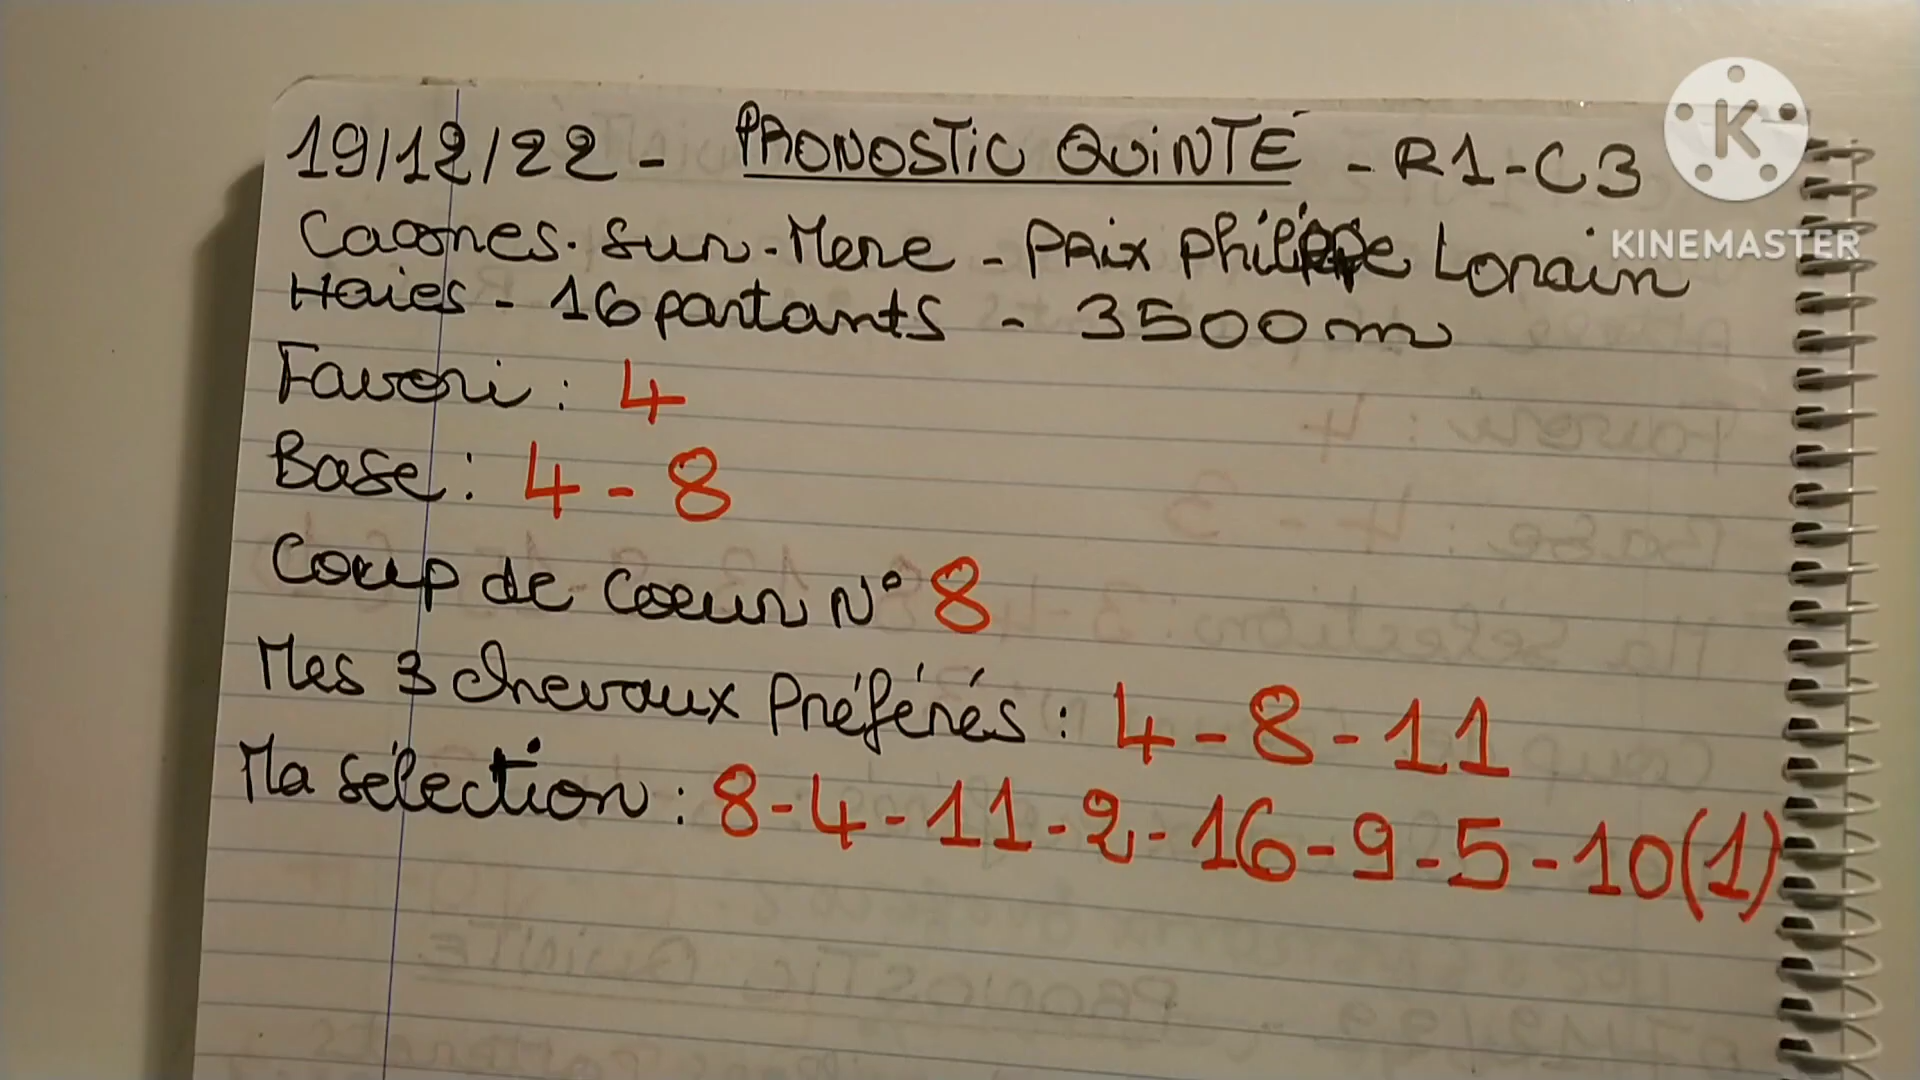 19/12/22 - PRONOSTIC QUiNTÉ - R1-C3
Cagnes-sur-Mere - Prix Philippe Lorain
Haies - 16 partants - 3500m
Favori : 4
Base : 4 - 8
Coup de coeur N° 8
Mes 3 chevaux Préférés : 4 - 8 - 11
Ma sélection : 8 - 4 - 11 - 2 - 16 - 9 - 5 - 10 (1)
K
KINEMASTER